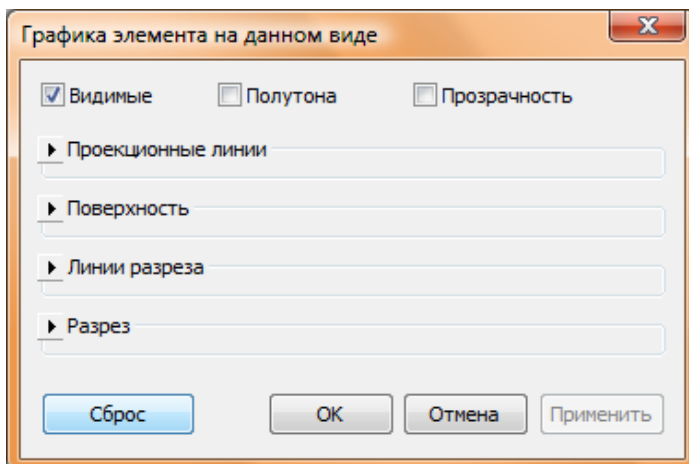 Графика элемента на данном виде
Видимые Полутона Прозрачность
Проекционные линии
Поверхность
Линии разреза
Разрез
Сброс OK Отмена Применить